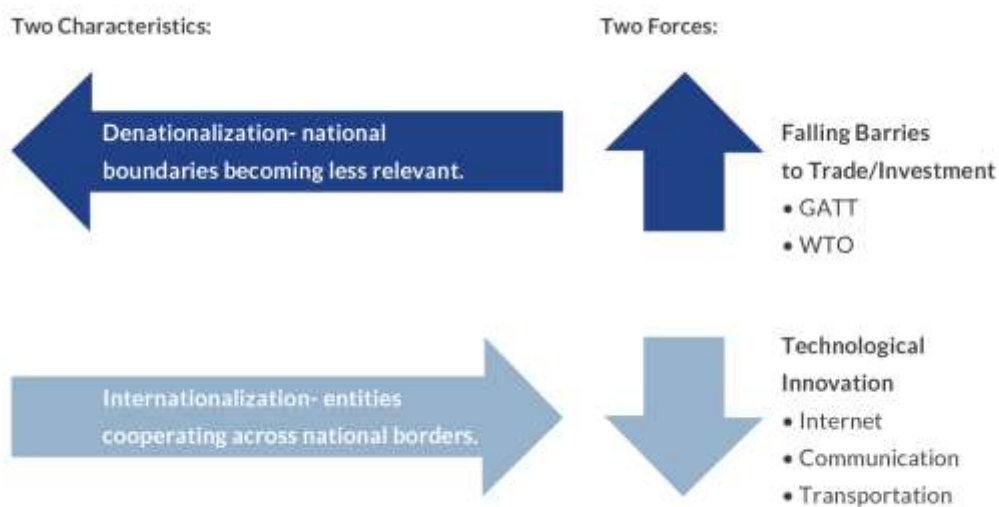 Two Characteristics:
Two Forces:
Denationalization- national
boundaries becoming less relevant.
Falling Barries
to Trade/Investment
• GATT
• WTO
Internationalization- entities
cooperating across national borders.
Technological
Innovation
• Internet
• Communication
• Transportation